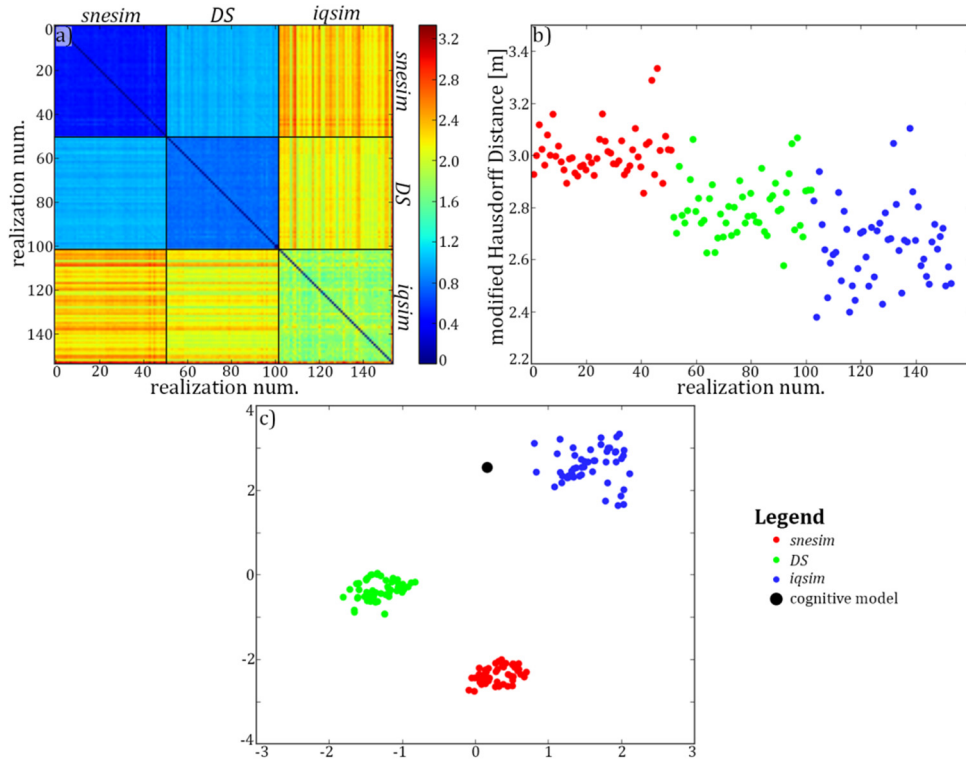 snesim DS iqsim
a)
0
20
40
60
80
100
120
140
realization num.
snesim
DS
iqsim
0 20 40 60 80 100 120 140
realization num.
3.2
2.8
2.4
2.0
1.6
1.2
0.8
0.4
0
b)
3.4
3.2
3.0
2.8
2.6
2.4
2.2
modified Hausdorff Distance [m]
0 20 40 60 80 100 120 140
realization num.
c)
4
2
0
-2
-4
-3 -2 -1 0 1 2 3
Legend
snesim
DS
iqsim
cognitive model